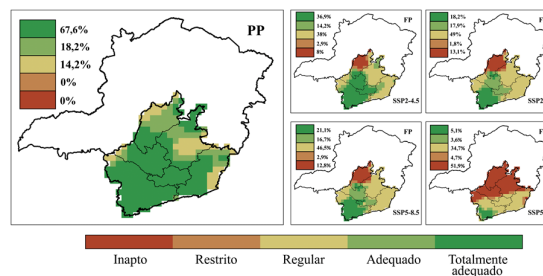 PP
67,6%
18,2%
14,2%
0%
0%
FP
36,9%
14,2%
38%
2,9%
8%
SSP2-4.5
FP
18,2%
17,9%
49%
1,8%
13,1%
SSP2
FP
21,1%
16,7%
46,5%
2,9%
12,8%
SSP5-8.5
FP
5,1%
3,6%
34,7%
4,7%
51,9%
SSP5
Inapto
Restrito
Regular
Adequado
Totalmente
adequado